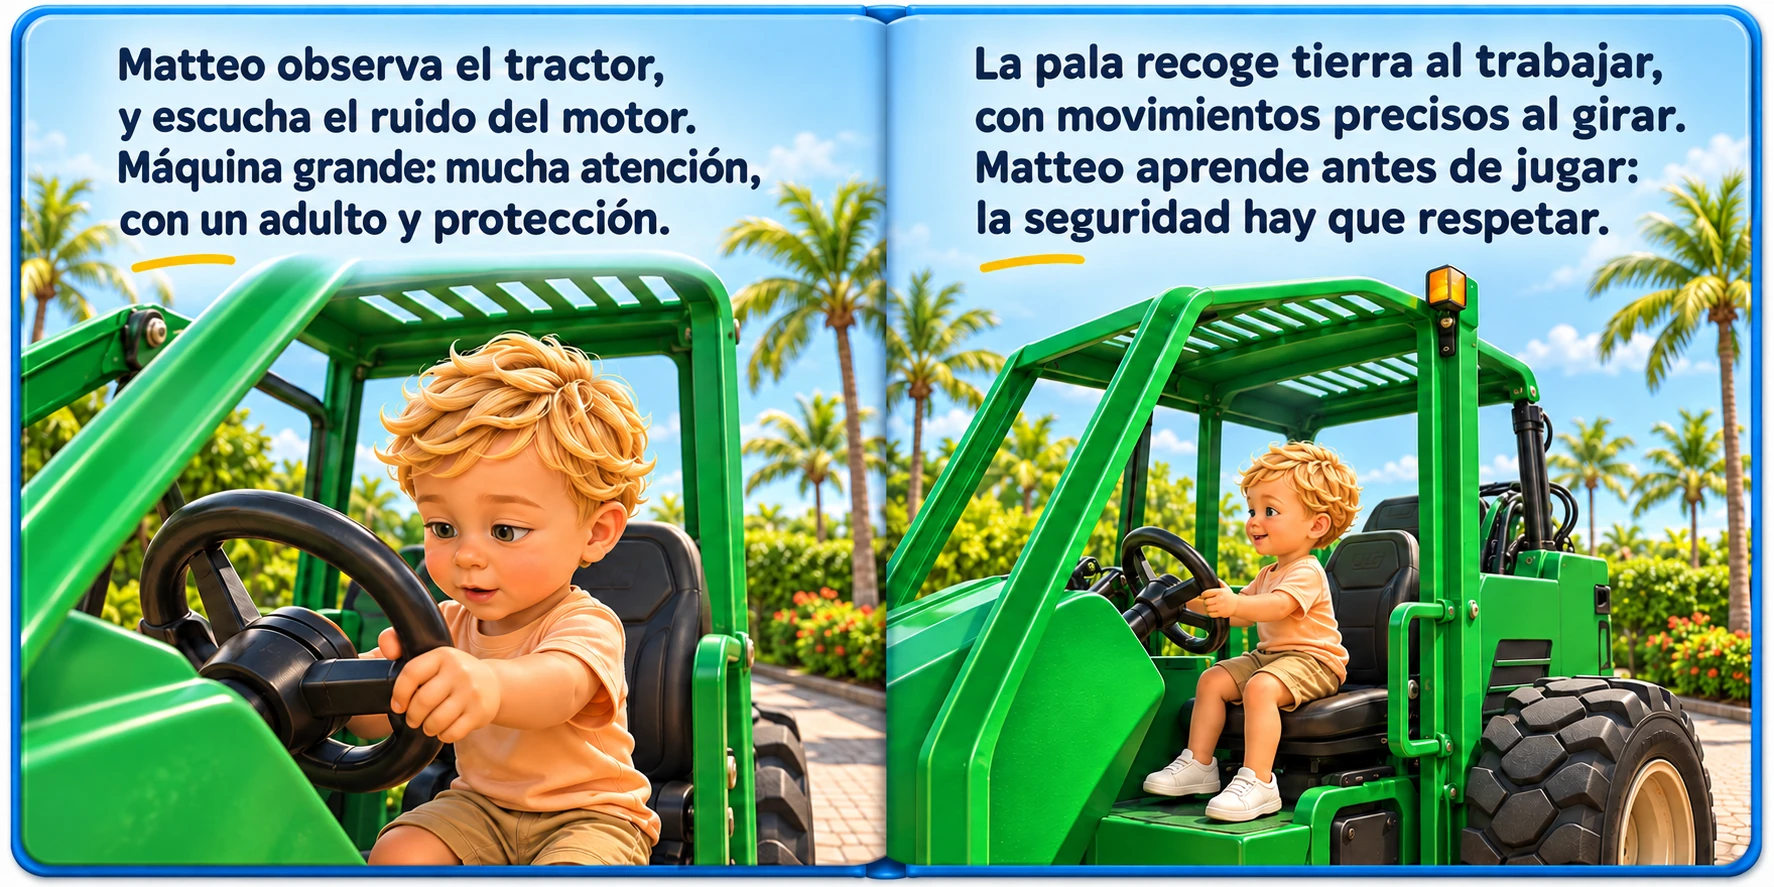 Matteo observa el tractor,
y escucha el ruido del motor.
Máquina grande: mucha atención,
con un adulto y protección.
La pala recoge tierra al trabajar,
con movimientos precisos al girar.
Matteo aprende antes de jugar:
la seguridad hay que respetar.